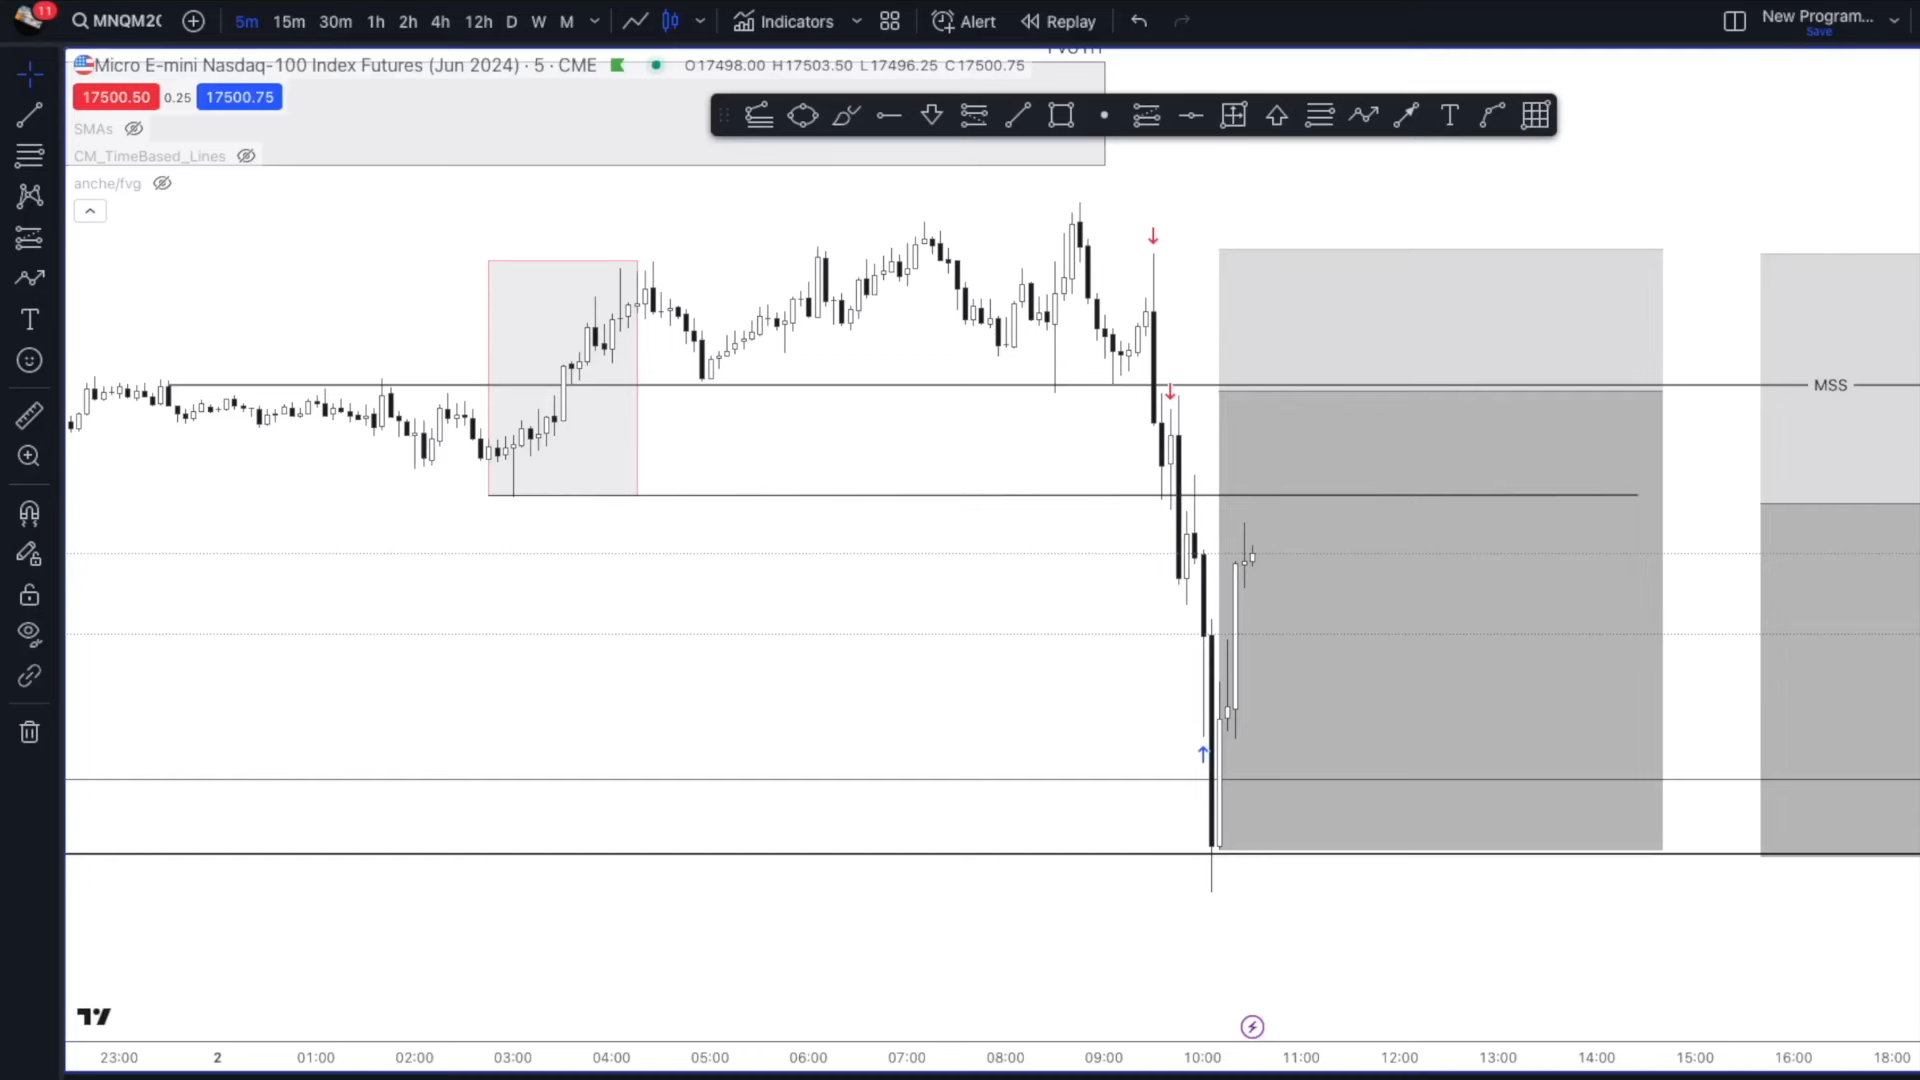 11
MNQM20
5m 15m 30m 1h 2h 4h 12h D W M
Indicators
Alert
Replay
New Program...
Save
Micro E-mini Nasdaq-100 Index Futures (Jun 2024) · 5 · CME
O17498.00 H17503.50 L17496.25 C17500.75
17500.50 0.25 17500.75
SMAs
CM_TimeBased_Lines
anche/fvg
MSS
23:00 2 01:00 02:00 03:00 04:00 05:00 06:00 07:00 08:00 09:00 10:00 11:00 12:00 13:00 14:00 15:00 16:00 18:00